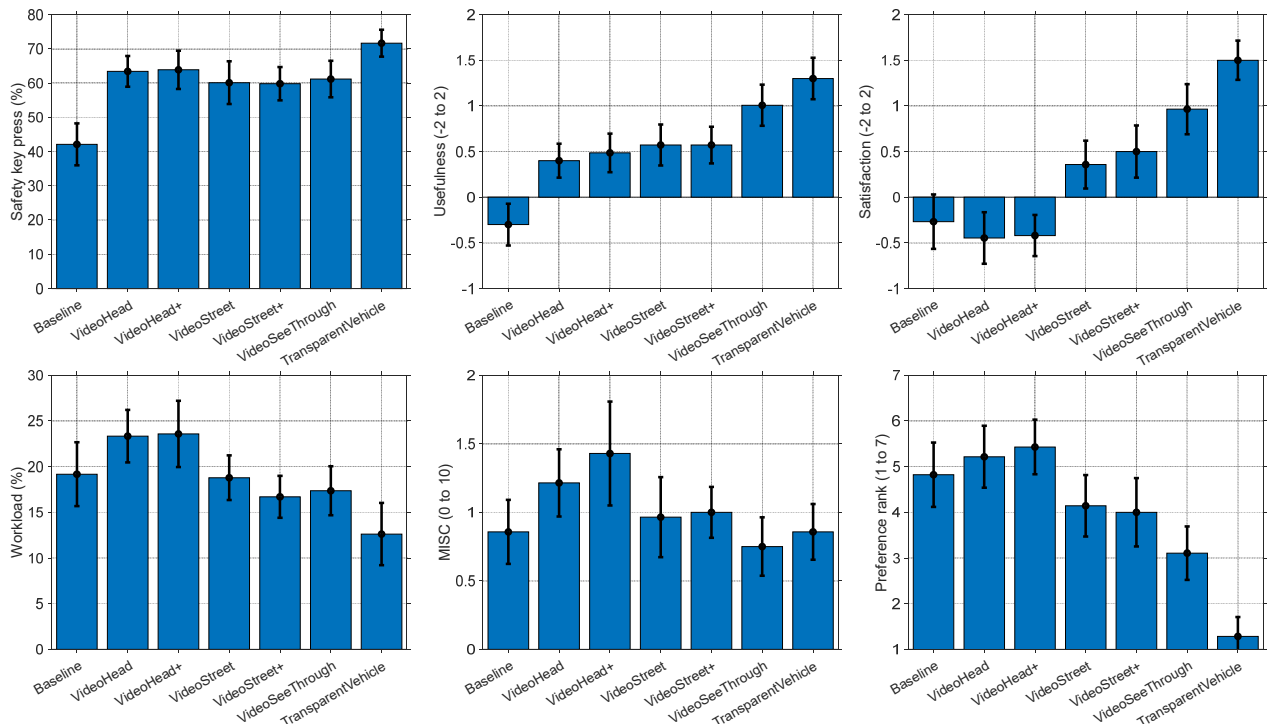 Safety key press (%)
80
70
60
50
40
30
20
10
0
Baseline
VideoHead
VideoHead+
VideoStreet
VideoStreet+
VideoSeeThrough
TransparentVehicle
Usefulness (-2 to 2)
2
1.5
1
0.5
0
-0.5
-1
Baseline
VideoHead
VideoHead+
VideoStreet
VideoStreet+
VideoSeeThrough
TransparentVehicle
Satisfaction (-2 to 2)
2
1.5
1
0.5
0
-0.5
-1
Baseline
VideoHead
VideoHead+
VideoStreet
VideoStreet+
VideoSeeThrough
TransparentVehicle
Workload (%)
30
25
20
15
10
5
0
Baseline
VideoHead
VideoHead+
VideoStreet
VideoStreet+
VideoSeeThrough
TransparentVehicle
MISC (0 to 10)
2
1.5
1
0.5
0
Baseline
VideoHead
VideoHead+
VideoStreet
VideoStreet+
VideoSeeThrough
TransparentVehicle
Preference rank (1 to 7)
7
6
5
4
3
2
1
Baseline
VideoHead
VideoHead+
VideoStreet
VideoStreet+
VideoSeeThrough
TransparentVehicle